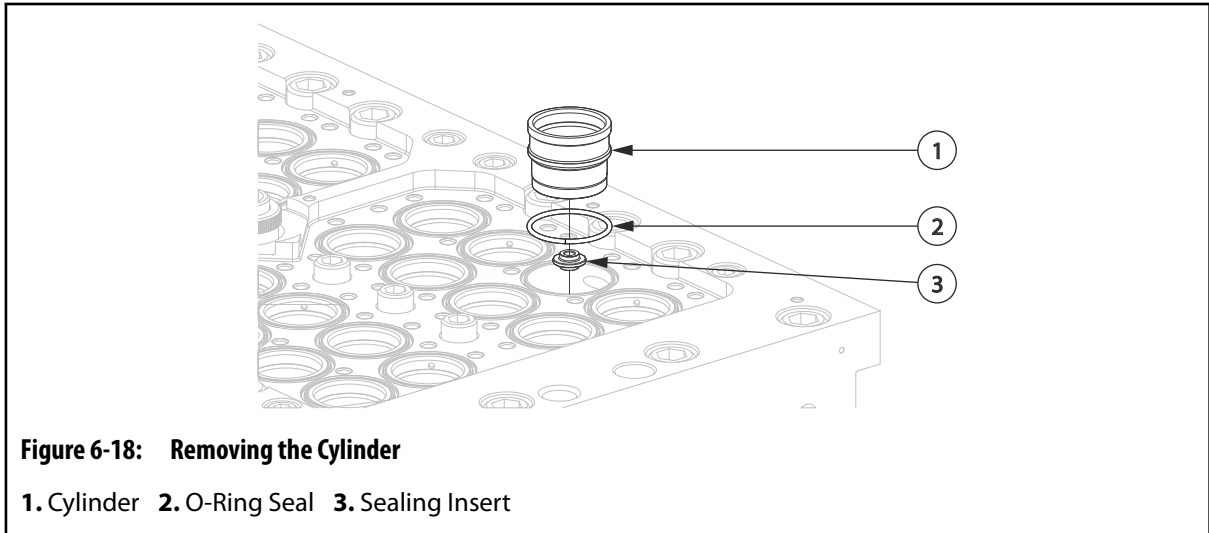 1
2
3
Figure 6-18: Removing the Cylinder
1. Cylinder 2. O-Ring Seal 3. Sealing Insert